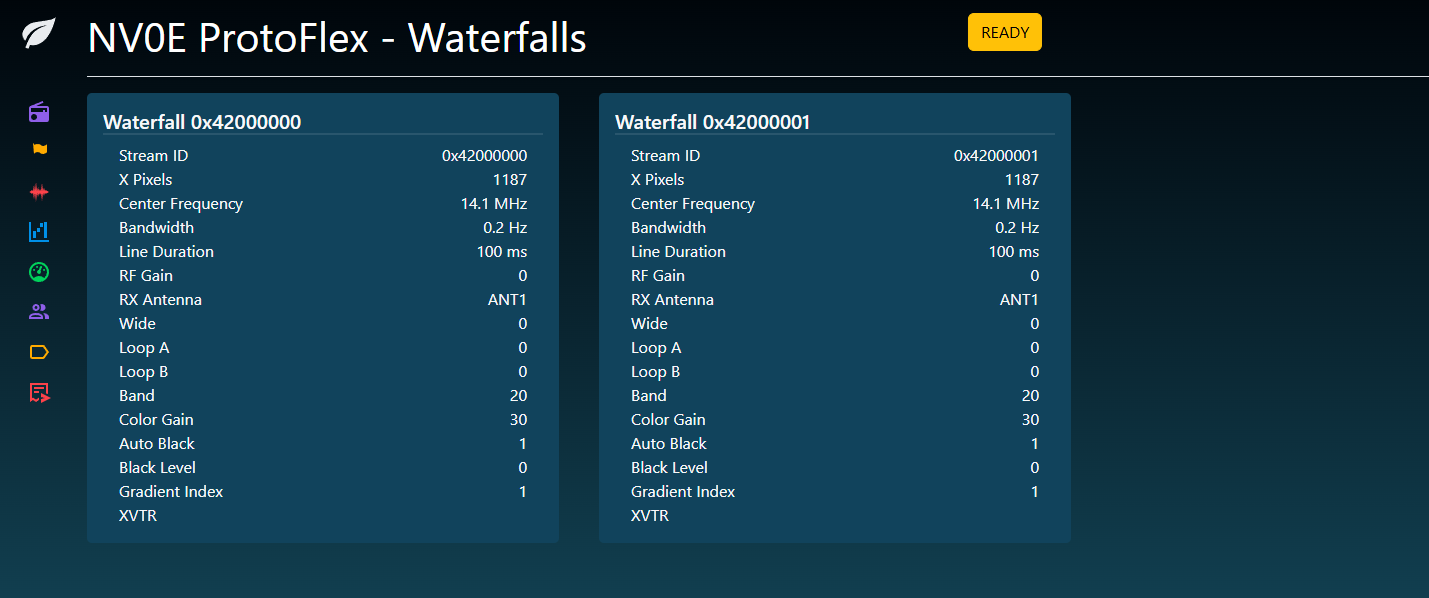 NV0E ProtoFlex - Waterfalls
READY
Waterfall 0x42000000
Stream ID 0x42000000
X Pixels 1187
Center Frequency 14.1 MHz
Bandwidth 0.2 Hz
Line Duration 100 ms
RF Gain 0
RX Antenna ANT1
Wide 0
Loop A 0
Loop B 0
Band 20
Color Gain 30
Auto Black 1
Black Level 0
Gradient Index 1
XVTR
Waterfall 0x42000001
Stream ID 0x42000001
X Pixels 1187
Center Frequency 14.1 MHz
Bandwidth 0.2 Hz
Line Duration 100 ms
RF Gain 0
RX Antenna ANT1
Wide 0
Loop A 0
Loop B 0
Band 20
Color Gain 30
Auto Black 1
Black Level 0
Gradient Index 1
XVTR